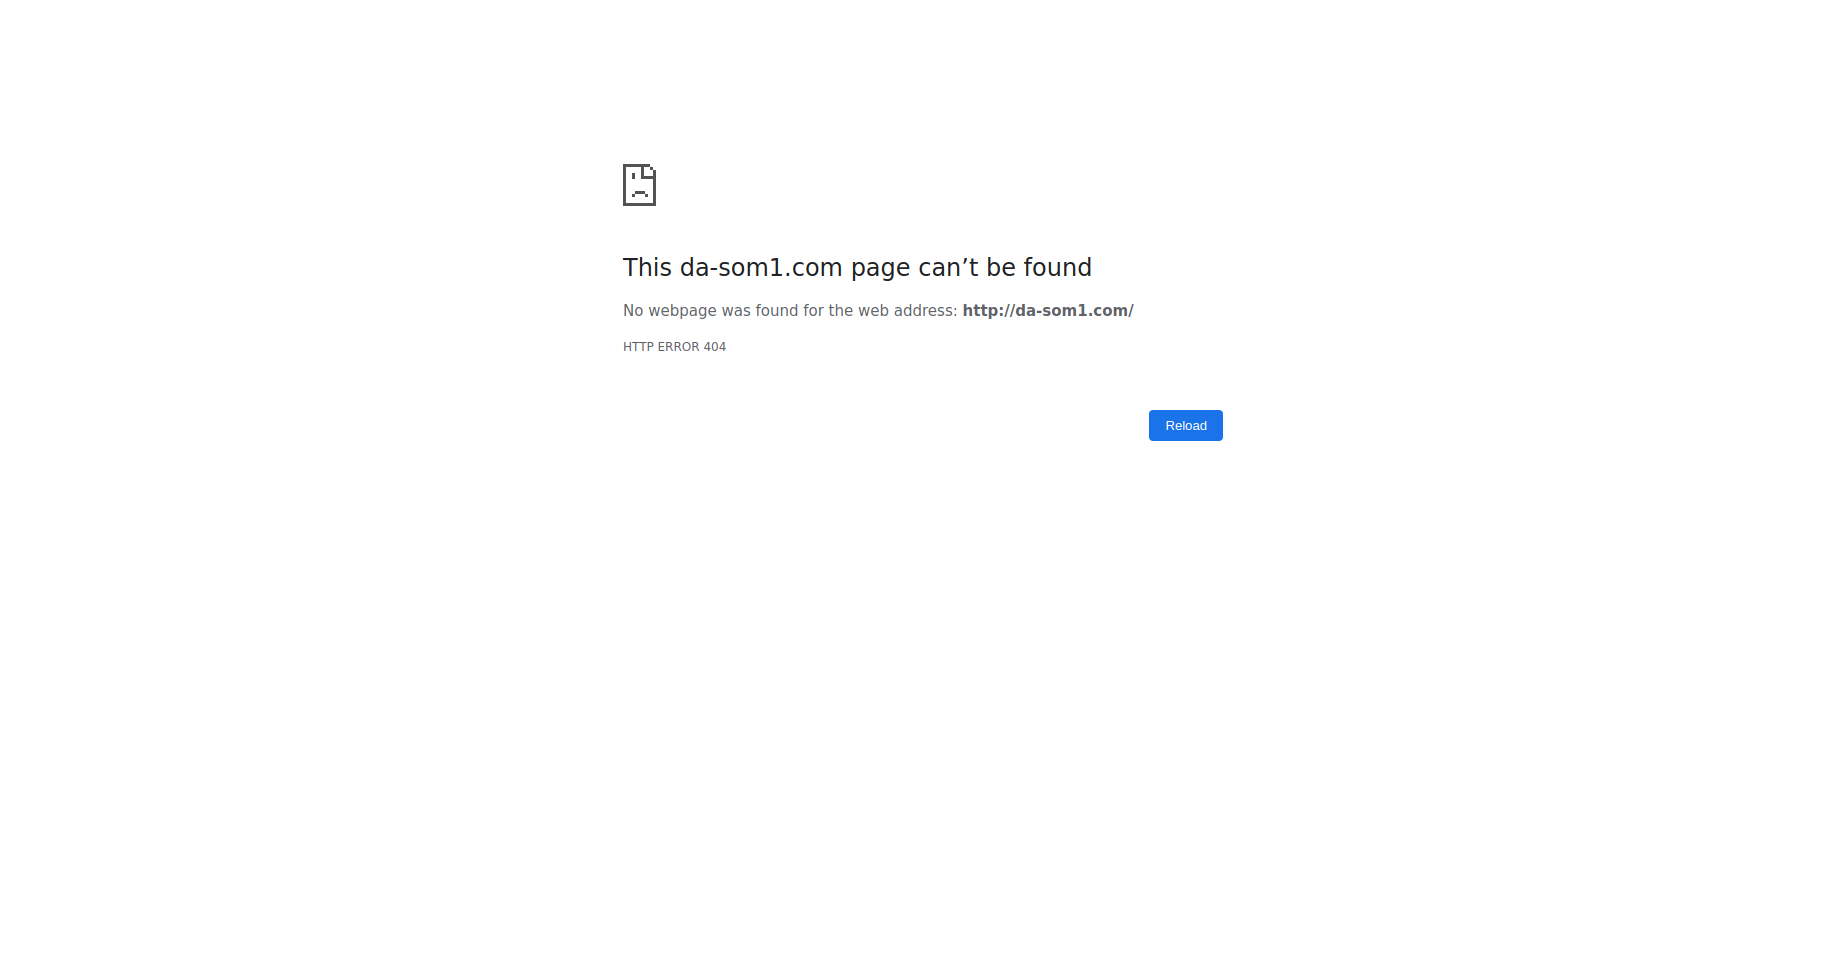 This da-som1.com page can’t be found
No webpage was found for the web address: http://da-som1.com/
HTTP ERROR 404
Reload